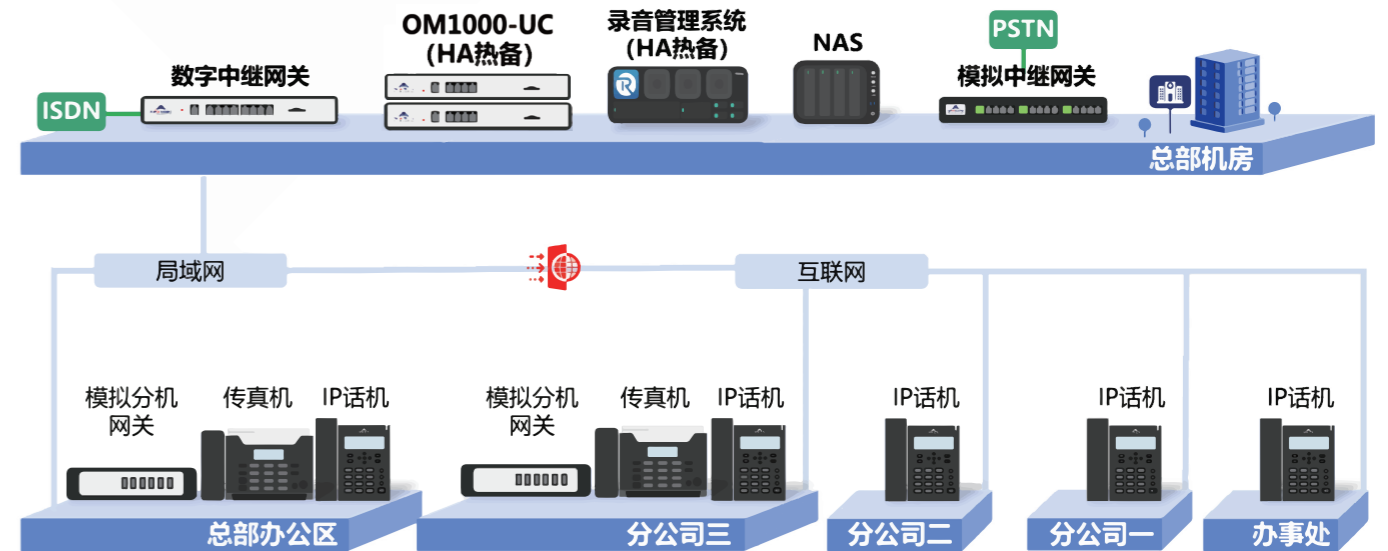 OM1000-UC
(HA热备)
录音管理系统
(HA热备)
NAS
PSTN
数字中继网关
模拟中继网关
ISDN
总部机房
局域网
互联网
模拟分机
网关
传真机
IP话机
模拟分机
网关
传真机
IP话机
IP话机
IP话机
IP话机
总部办公区
分公司三
分公司二
分公司一
办事处